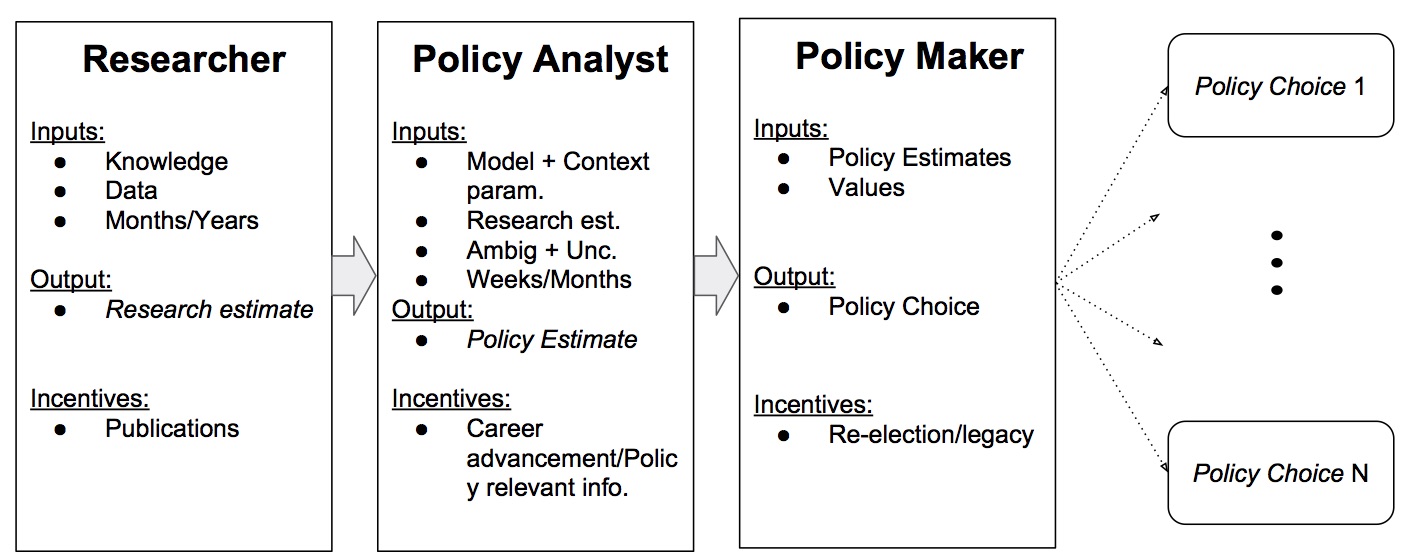 Researcher
Inputs:
● Knowledge
● Data
● Months/Years
Output:
● Research estimate
Incentives:
● Publications
Policy Analyst
Inputs:
● Model + Context
param.
● Research est.
● Ambig + Unc.
● Weeks/Months
Output:
● Policy Estimate
Incentives:
● Career
advancement/Polic
y relevant info.
Policy Maker
Inputs:
● Policy Estimates
● Values
Output:
● Policy Choice
Incentives:
● Re-election/legacy
Policy Choice 1
Policy Choice N